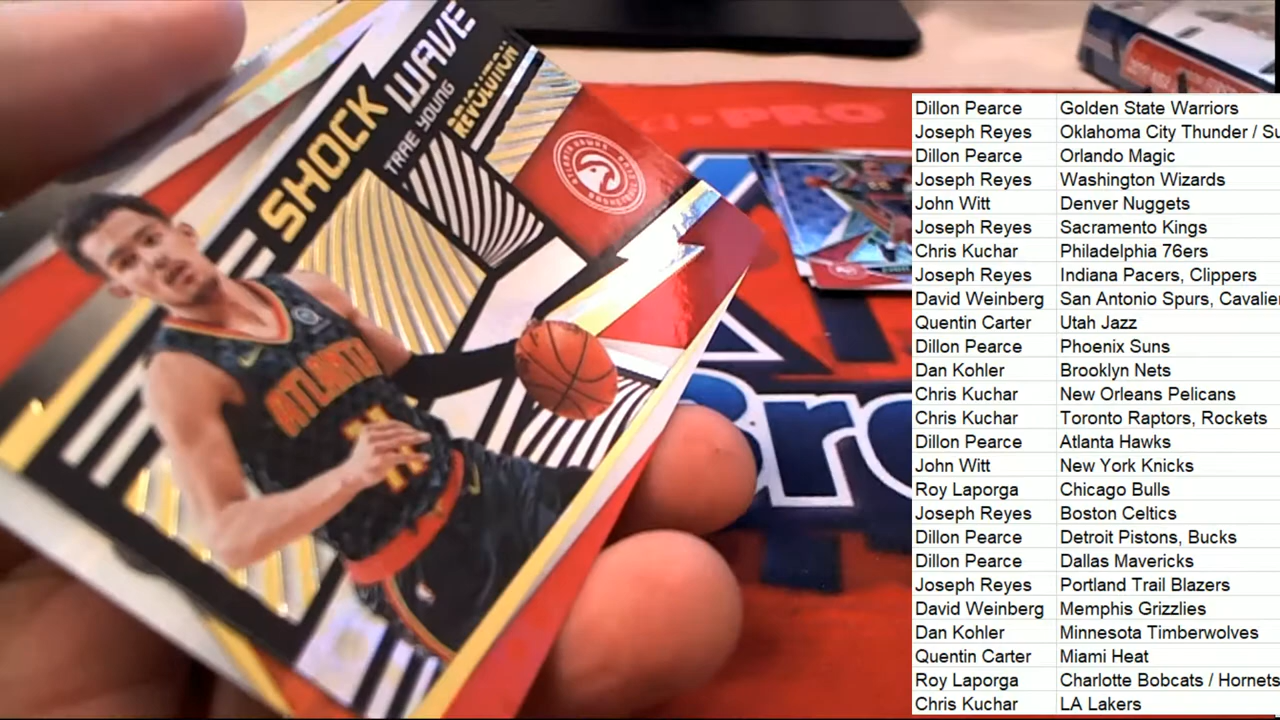 SHOCK
WAVE
TRAE YOUNG
REVOLUTION
ATLANTA
11
PRO
Dillon Pearce Golden State Warriors
Joseph Reyes Oklahoma City Thunder / Su
Dillon Pearce Orlando Magic
Joseph Reyes Washington Wizards
John Witt Denver Nuggets
Joseph Reyes Sacramento Kings
Chris Kuchar Philadelphia 76ers
Joseph Reyes Indiana Pacers, Clippers
David Weinberg San Antonio Spurs, Cavalie
Quentin Carter Utah Jazz
Dillon Pearce Phoenix Suns
Dan Kohler Brooklyn Nets
Chris Kuchar New Orleans Pelicans
Chris Kuchar Toronto Raptors, Rockets
Dillon Pearce Atlanta Hawks
John Witt New York Knicks
Roy Laporga Chicago Bulls
Joseph Reyes Boston Celtics
Dillon Pearce Detroit Pistons, Bucks
Dillon Pearce Dallas Mavericks
Joseph Reyes Portland Trail Blazers
David Weinberg Memphis Grizzlies
Dan Kohler Minnesota Timberwolves
Quentin Carter Miami Heat
Roy Laporga Charlotte Bobcats / Hornets
Chris Kuchar LA Lakers